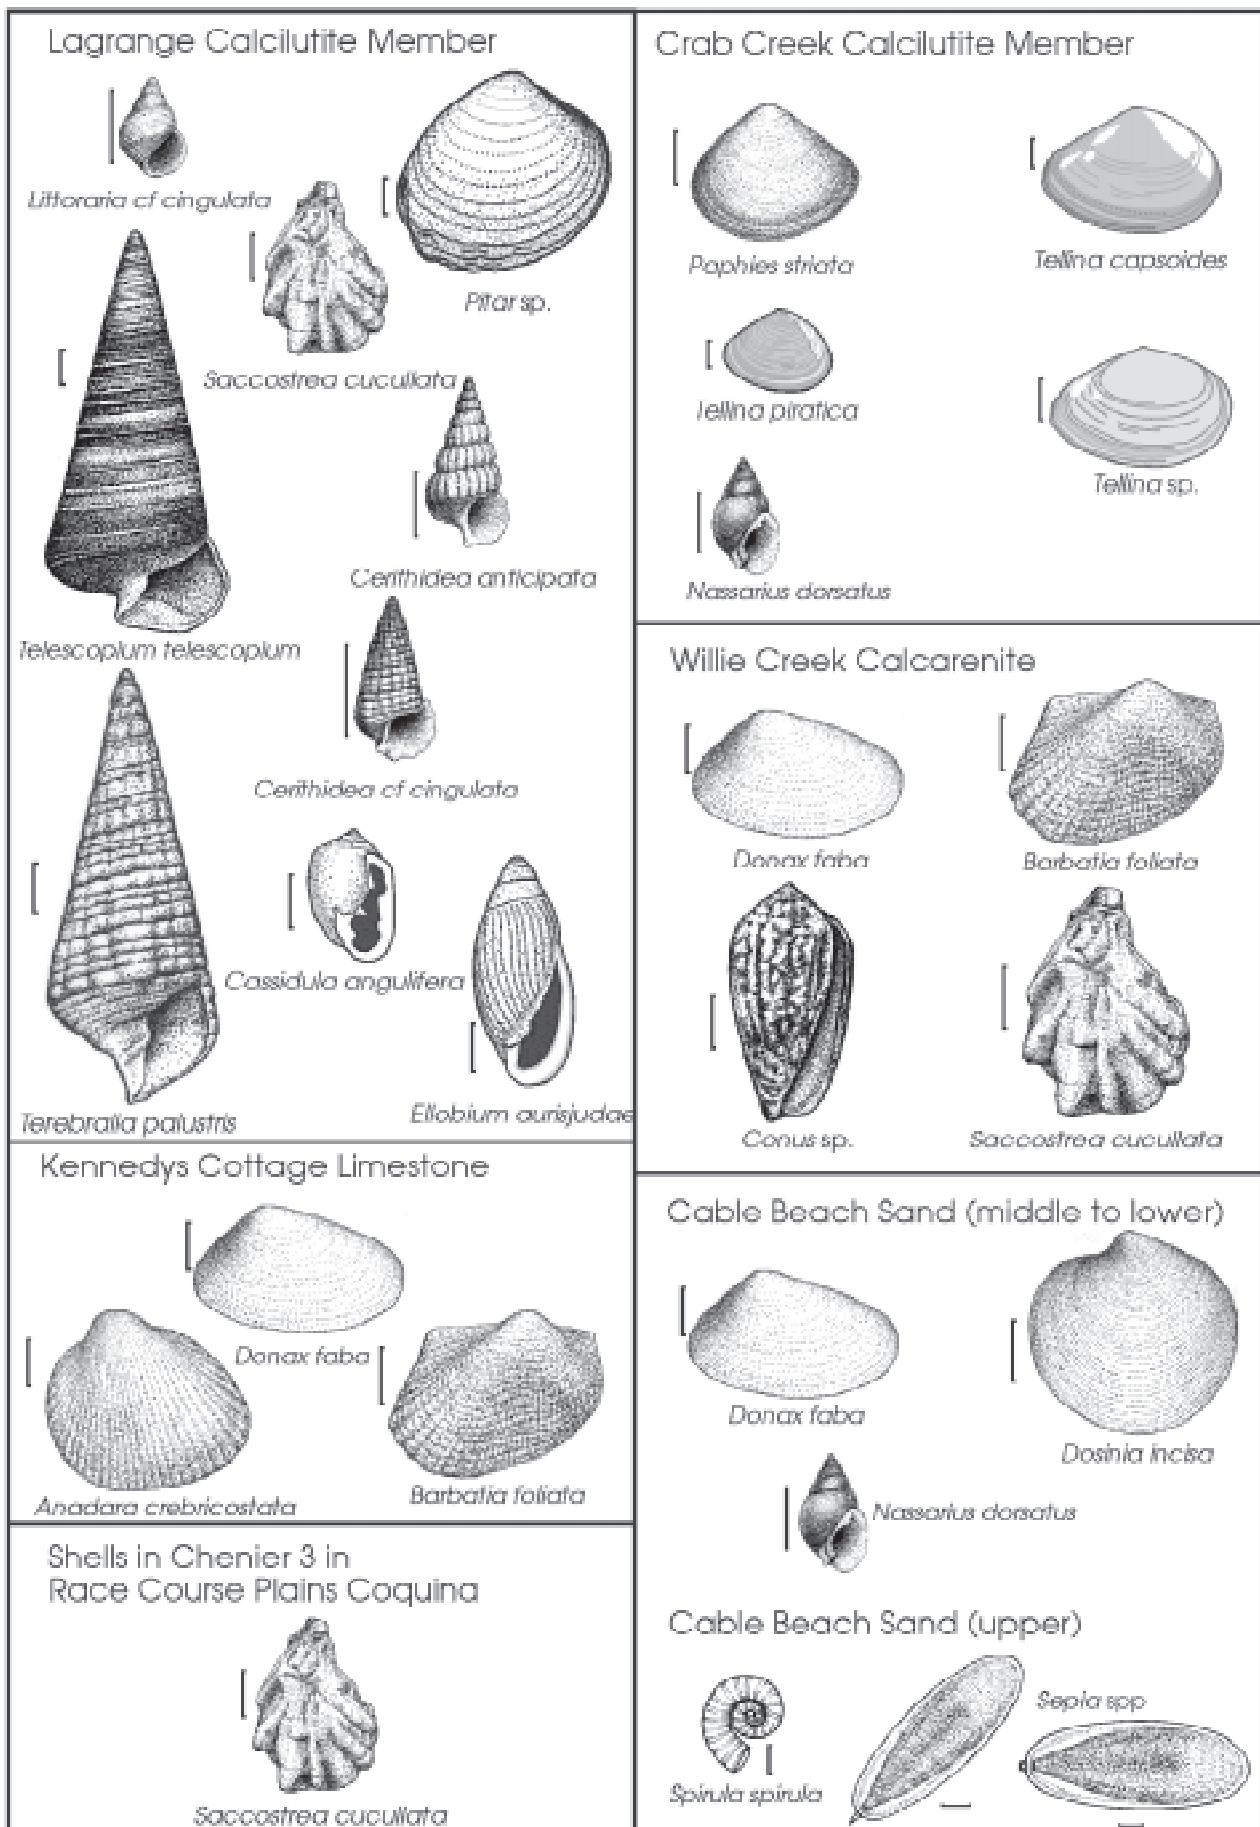 Lagrange Calcilutite Member
Littoraria cf cingulata
Pitar sp.
Saccostrea cucullata
Cerithidea anticipata
Telescopium telescopium
Cerithidea cf cingulata
Cassidula angulifera
Ellobium aurisjudae
Terebralia palustris
Kennedys Cottage Limestone
Donax faba
Anadara crebricostata
Barbatia foliata
Shells in Chenier 3 in
Race Course Plains Coquina
Saccostrea cucullata
Crab Creek Calcilutite Member
Paphies striata
Tellina capsoides
Tellina piratica
Tellina sp.
Nassarius dorsatus
Willie Creek Calcarenite
Donax faba
Barbatia foliata
Conus sp.
Saccostrea cucullata
Cable Beach Sand (middle to lower)
Donax faba
Dosinia incisa
Nassarius dorsatus
Cable Beach Sand (upper)
Sepia spp
Spirula spirula